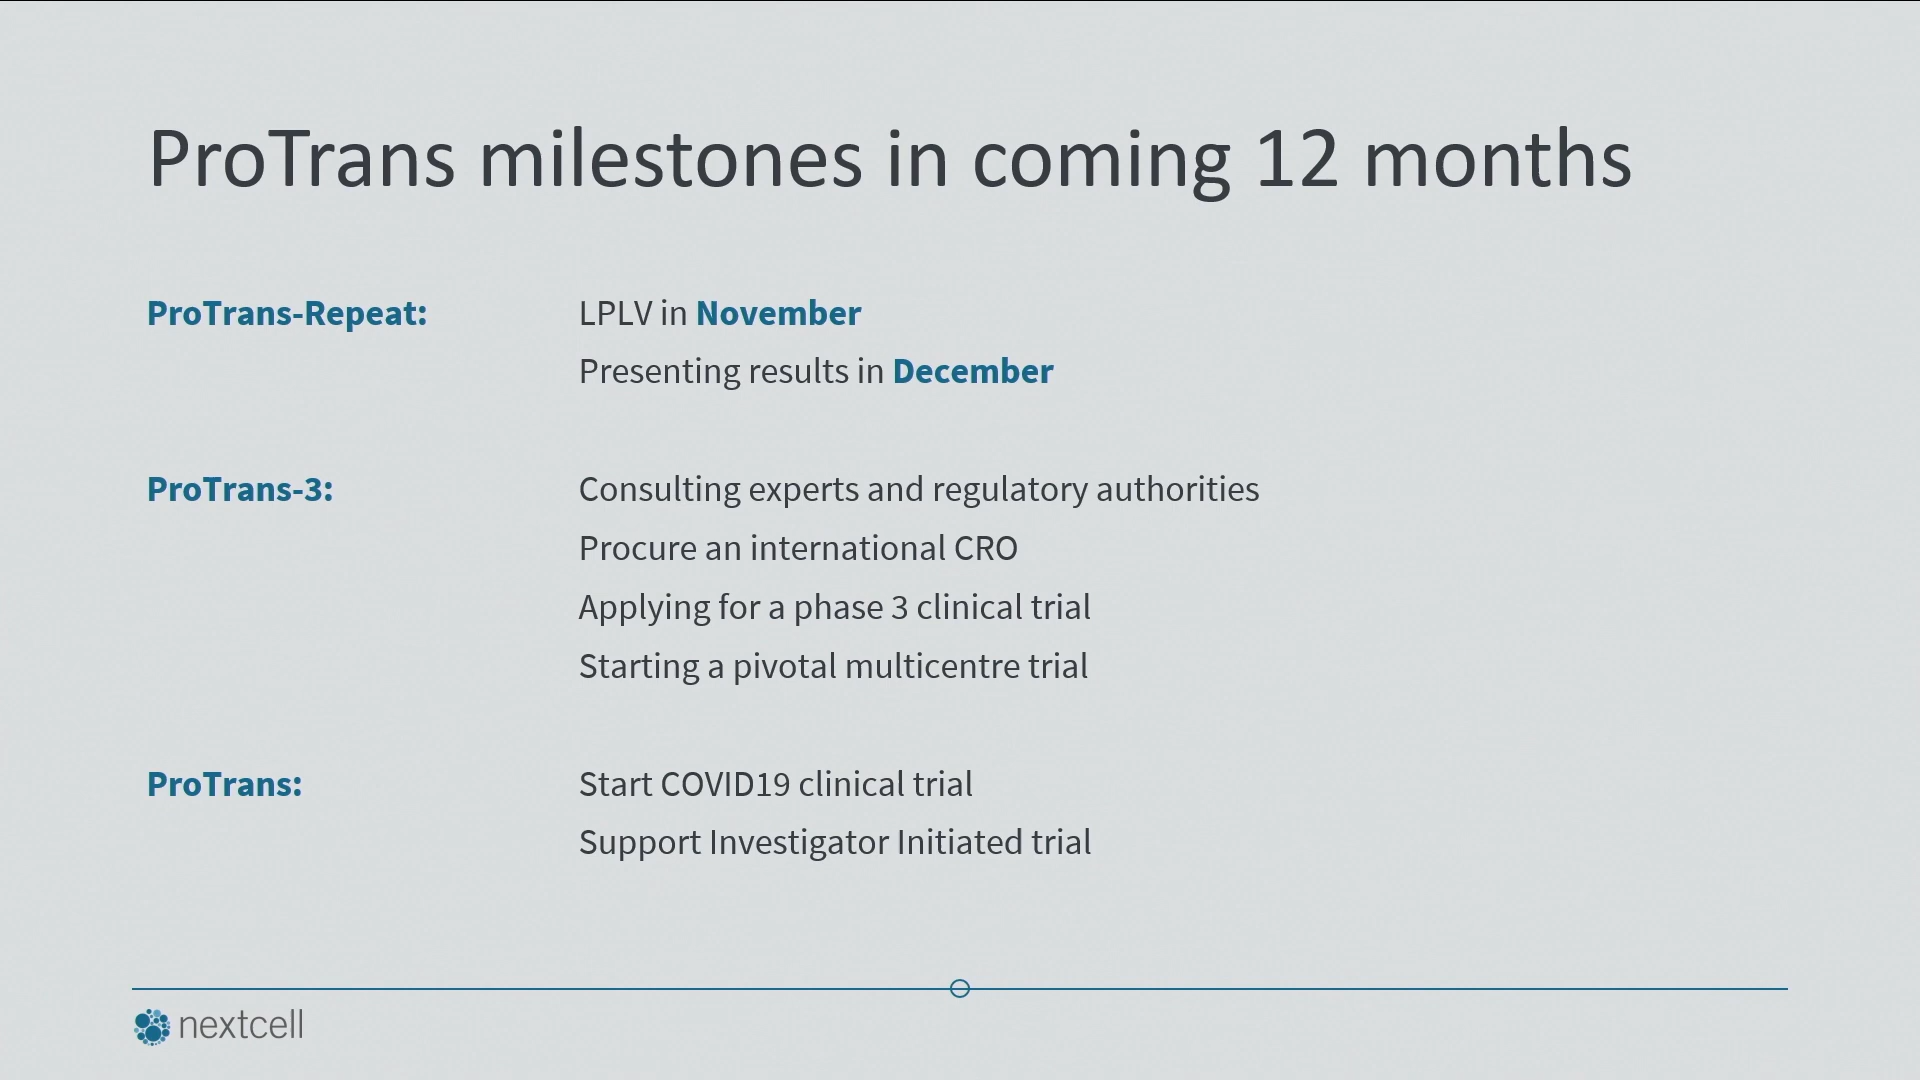 ProTrans milestones in coming 12 months
ProTrans-Repeat: LPLV in November
Presenting results in December
ProTrans-3: Consulting experts and regulatory authorities
Procure an international CRO
Applying for a phase 3 clinical trial
Starting a pivotal multicentre trial
ProTrans: Start COVID19 clinical trial
Support Investigator Initiated trial
nextcell